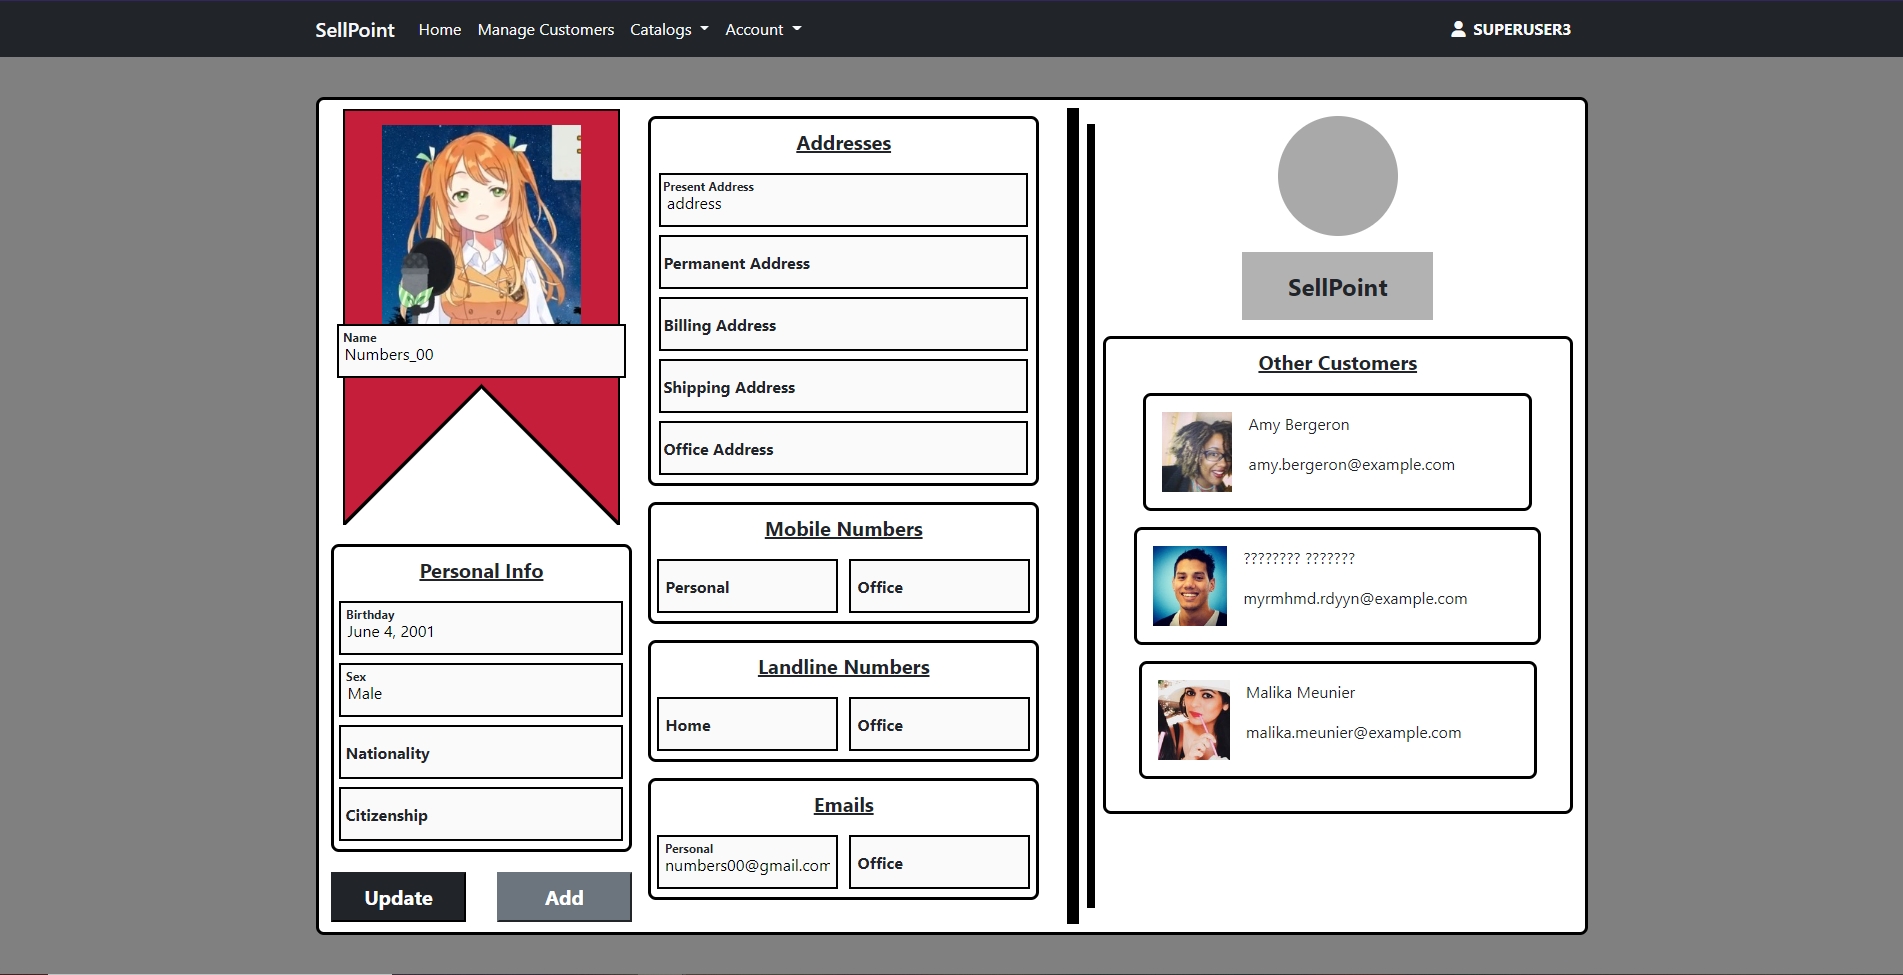 SellPoint Home Manage Customers Catalogs Account SUPERUSER3
Name
Numbers_00
Personal Info
Birthday
June 4, 2001
Sex
Male
Nationality
Citizenship
Update Add
Addresses
Present Address
address
Permanent Address
Billing Address
Shipping Address
Office Address
Mobile Numbers
Personal Office
Landline Numbers
Home Office
Emails
Personal
numbers00@gmail.com
Office
SellPoint
Other Customers
Amy Bergeron
amy.bergeron@example.com
???????? ???????
myrmhmd.rdyyn@example.com
Malika Meunier
malika.meunier@example.com